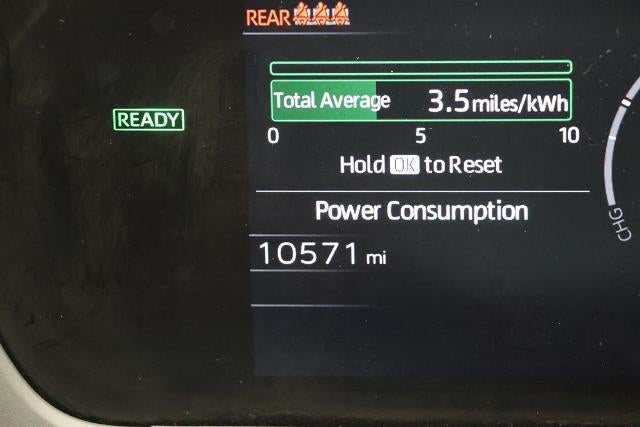 REAR
Total Average 3.5 miles/kWh
READY
0 5 10
Hold OK to Reset
Power Consumption
CHG
10571 mi